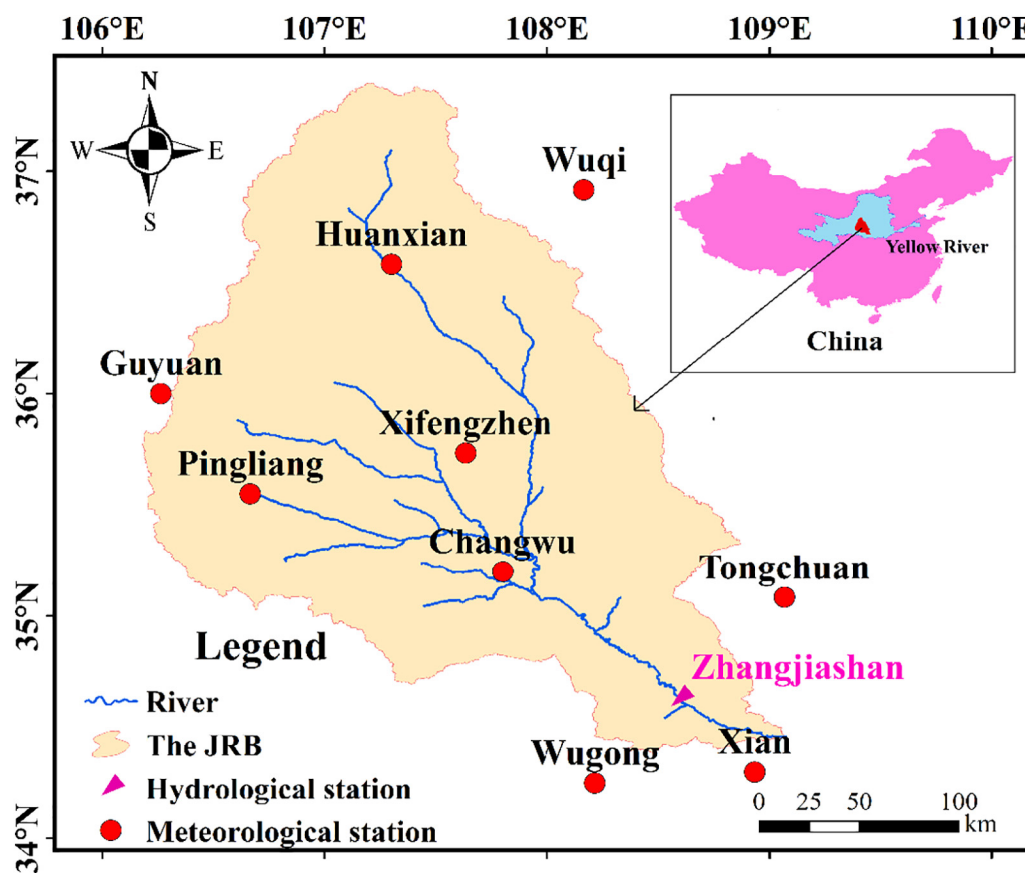 106°E 107°E 108°E 109°E 110°E
37°N
36°N
35°N
34°N
N
W E
S
Wuqi
Huanxian
Guyuan
Xifengzhen
Pingliang
Changwu
Tongchuan
Zhangjiashan
Wugong
Xian
Yellow River
China
Legend
River
The JRB
Hydrological station
Meteorological station
0 25 50 100
km